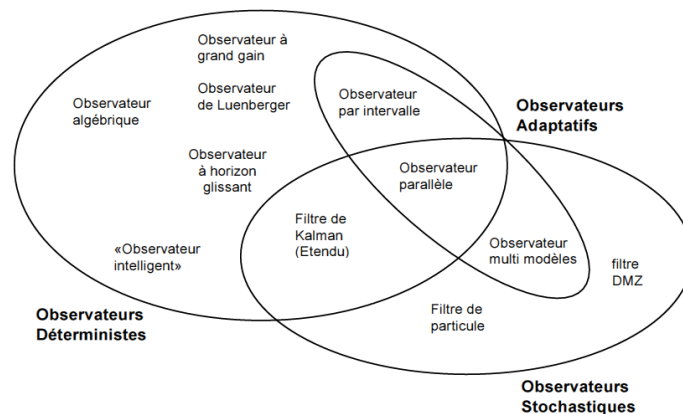 Observateur à
grand gain
Observateur
de Luenberger
Observateur
algébrique
Observateur
par intervalle
Observateurs
Adaptatifs
Observateur
à horizon
glissant
Observateur
parallèle
Filtre de
Kalman
(Etendu)
«Observateur
intelligent»
Observateur
multi modèles
filtre
DMZ
Filtre de
particule
Observateurs
Déterministes
Observateurs
Stochastiques